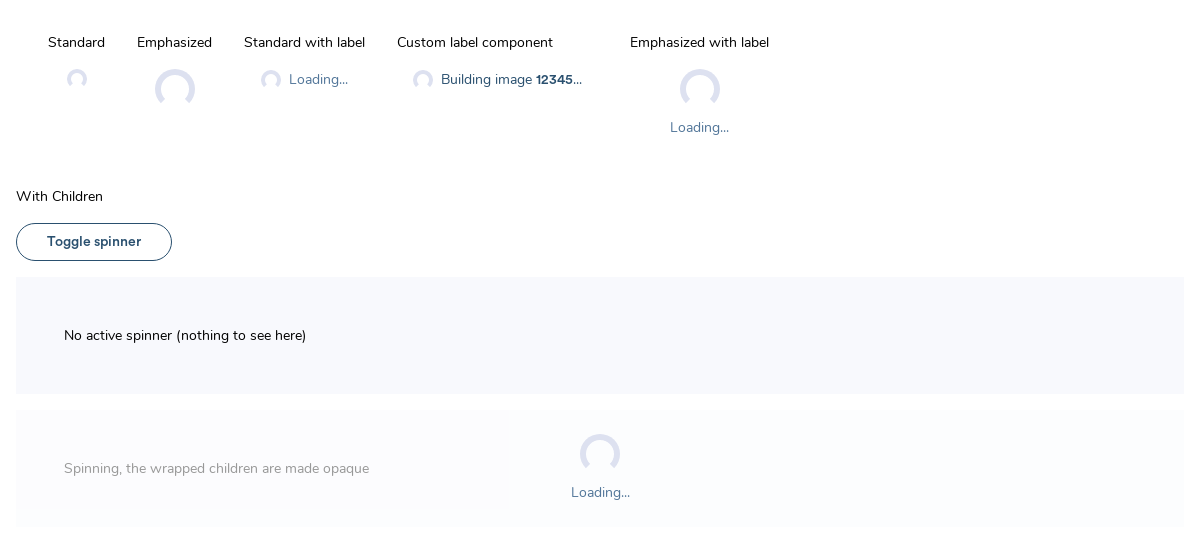 Standard
Emphasized
Standard with label
Custom label component
Emphasized with label
Loading...
Building image 12345...
Loading...
With Children
Toggle spinner
No active spinner (nothing to see here)
Spinning, the wrapped children are made opaque
Loading...